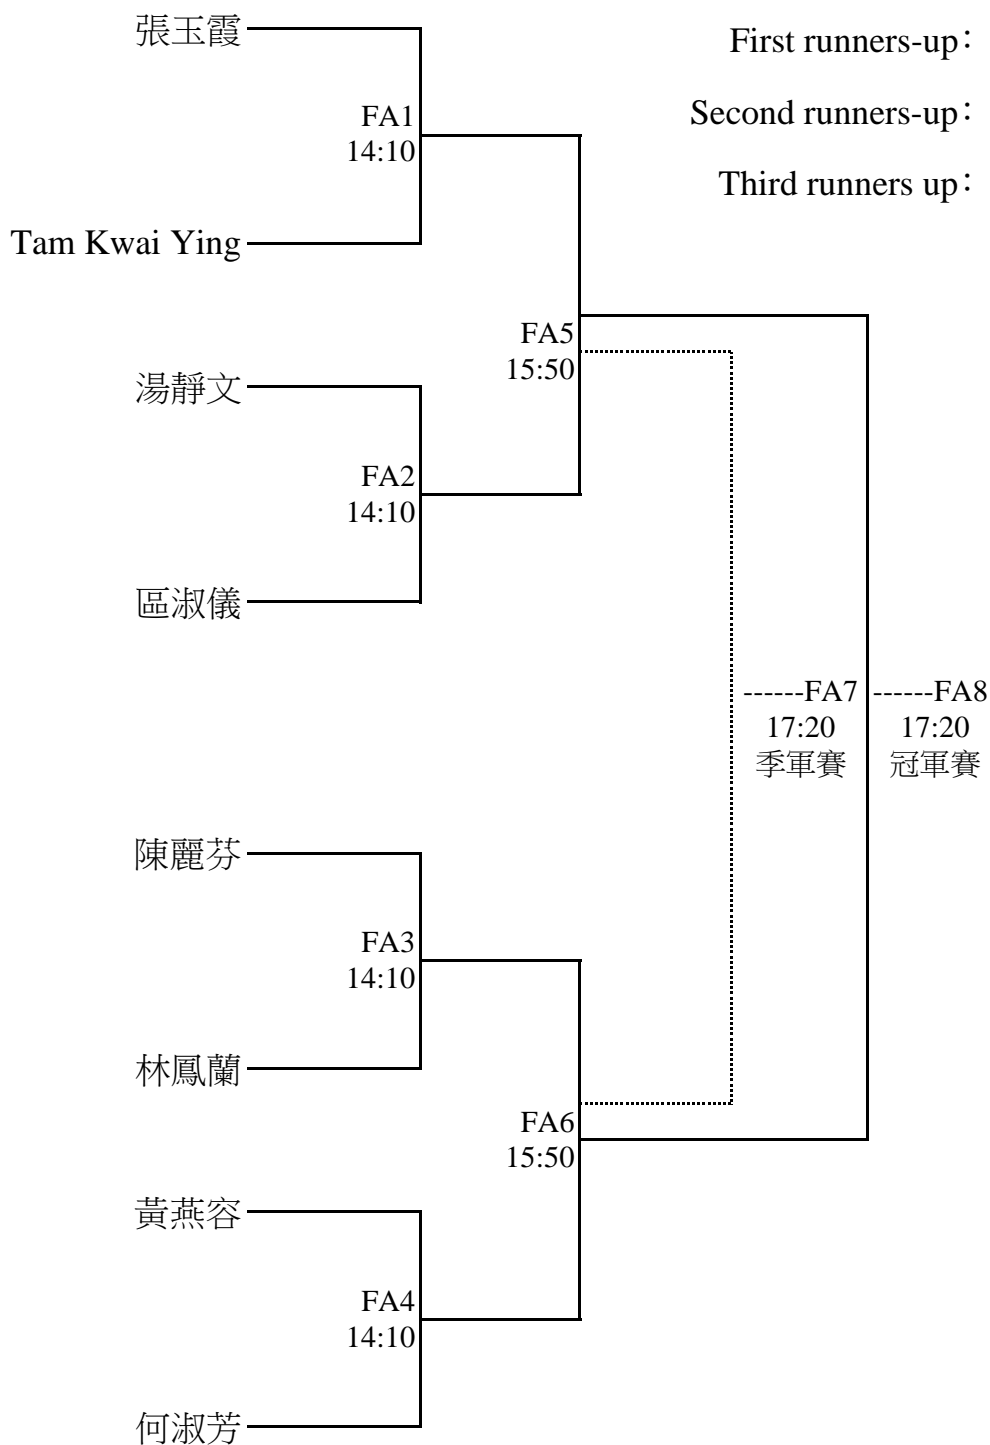 張玉霞
First runners-up：
FA1
14:10
Second runners-up：
Third runners up：
Tam Kwai Ying
FA5
15:50
湯靜文
FA2
14:10
區淑儀
------FA7
17:20
季軍賽
------FA8
17:20
冠軍賽
陳麗芬
FA3
14:10
林鳳蘭
FA6
15:50
黃燕容
FA4
14:10
何淑芳